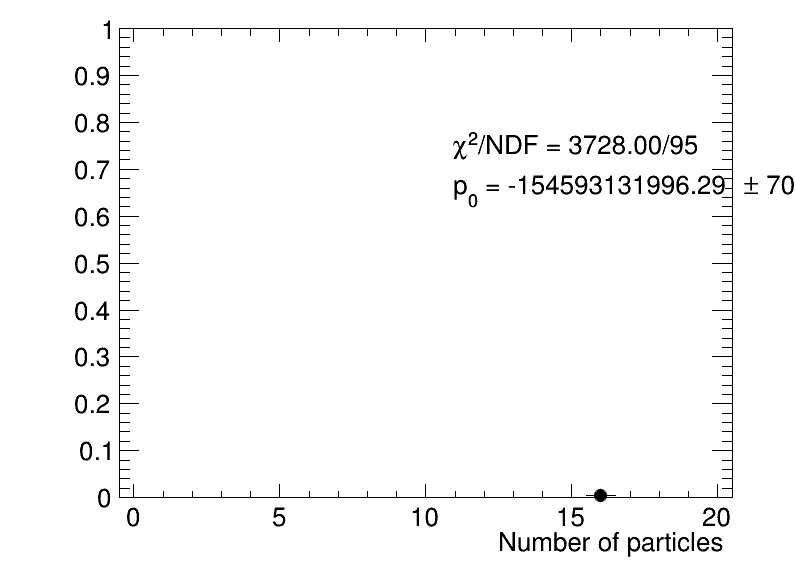 1
0.9
0.8
χ²/NDF = 3728.00/95
0.7
p₀ = -154593131996.29 ± 70
0.6
0.5
0.4
0.3
0.2
0.1
0
0 5 10 15 20
Number of particles